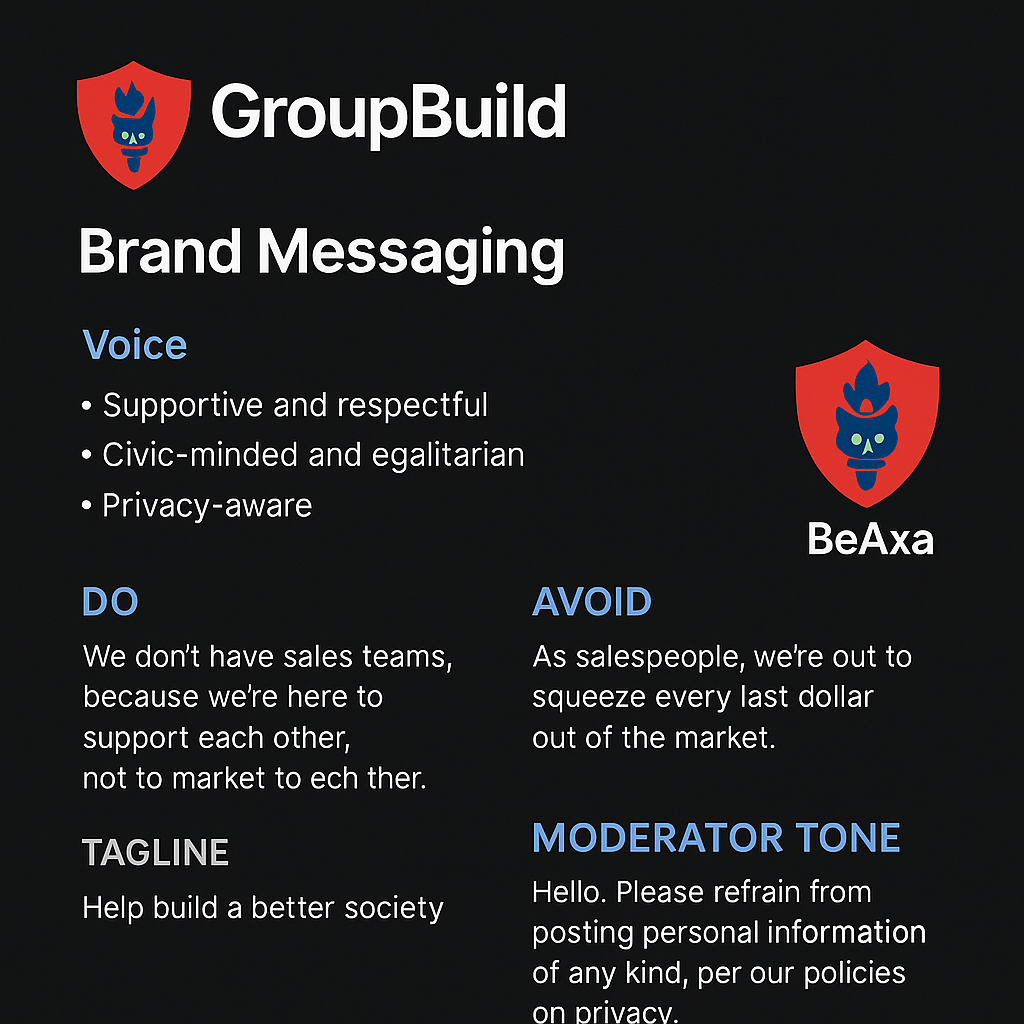 GroupBuild
Brand Messaging
Voice
• Supportive and respectful
• Civic-minded and egalitarian
• Privacy-aware
BeAxa
DO
We don't have sales teams,
because we're here to
support each other,
not to market to ech ther.
AVOID
As salespeople, we're out to
squeeze every last dollar
out of the market.
TAGLINE
Help build a better society
MODERATOR TONE
Hello. Please refrain from
posting personal information
of any kind, per our policies
on privacy.